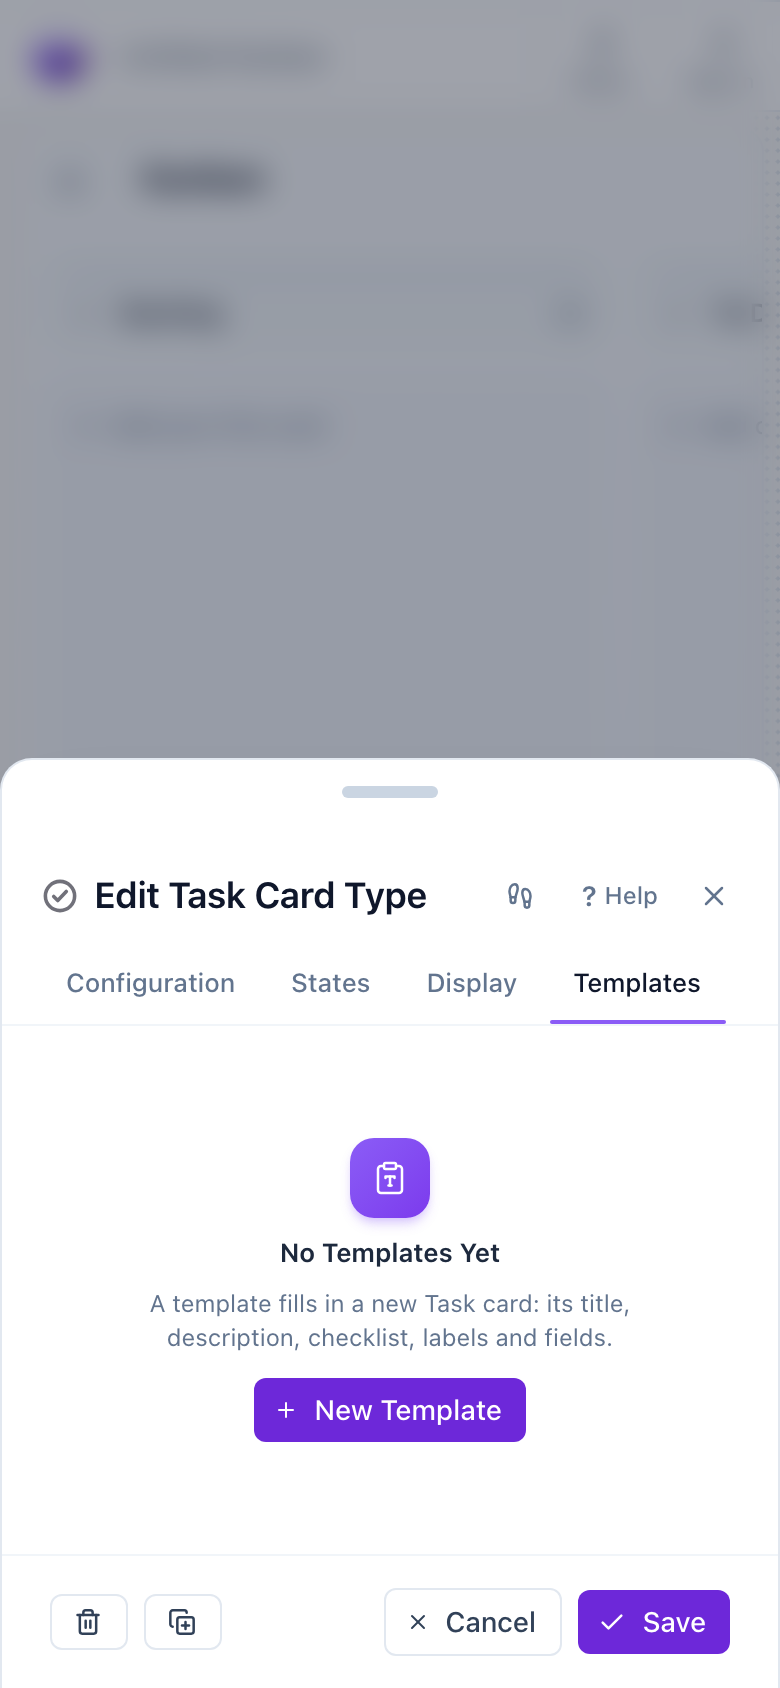 Edit Task Card Type
? Help
Configuration
States
Display
Templates
No Templates Yet
A template fills in a new Task card: its title,
description, checklist, labels and fields.
New Template
Cancel
Save